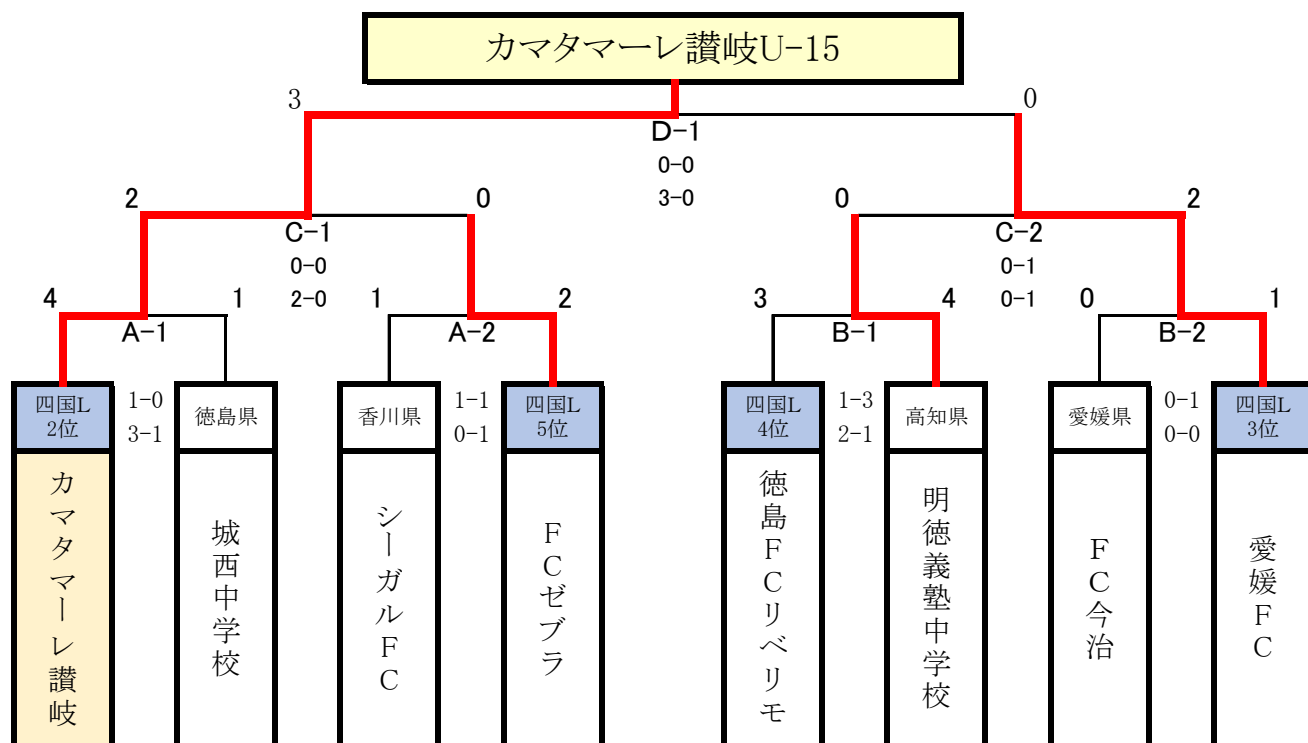 カマタマーレ讃岐U-15
3
0
D-1
0-0
3-0
2
0
0
2
C-1
0-0
2-0
C-2
0-1
0-1
4
1
1
2
3
4
0
1
A-1
A-2
B-1
B-2
四国L
2位
1-0
3-1
徳島県
香川県
1-1
0-1
四国L
5位
四国L
4位
1-3
2-1
高知県
愛媛県
0-1
0-0
四国L
3位
カマタマーレ讃岐
城西中学校
シーガルFC
FCゼブラ
徳島FCリベリモ
明徳義塾中学校
FC今治
愛媛FC